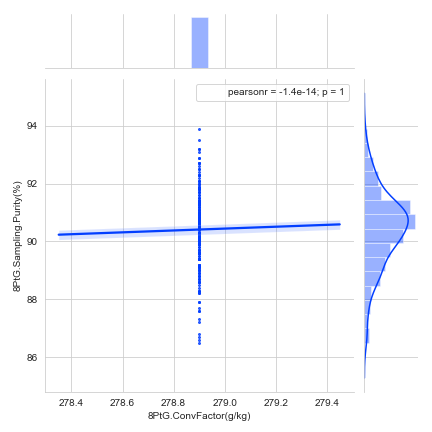 pearsonr = -1.4e-14; p = 1
94
92
90
88
86
8PtG.Sampling.Purity(%)
278.4 278.6 278.8 279.0 279.2 279.4
8PtG.ConvFactor(g/kg)